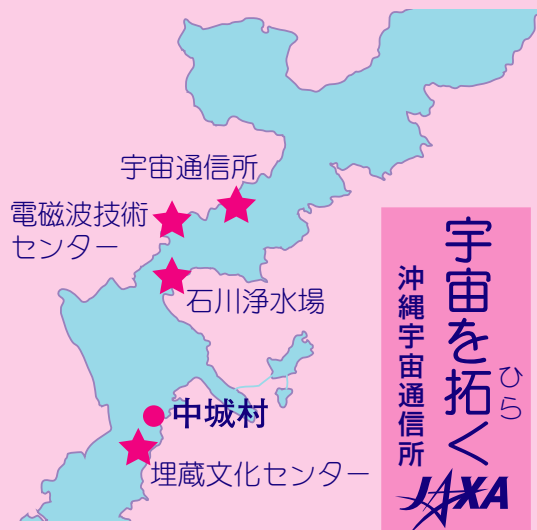 宇宙通信所
電磁波技術
センター
石川浄水場
中城村
埋蔵文化センター
宇宙を拓く
ひら
沖縄宇宙通信所
JAXA